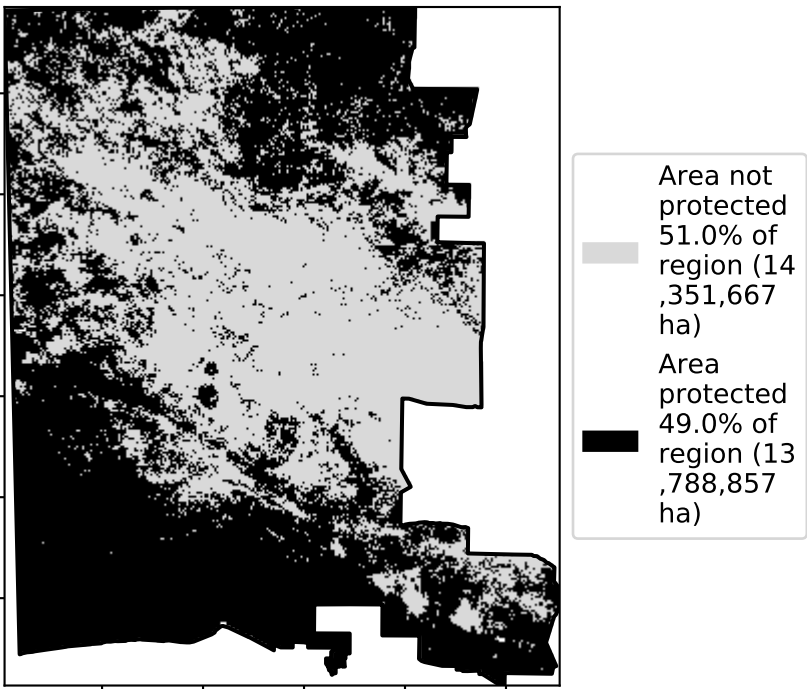 Area not
protected
51.0% of
region (14
,351,667
ha)
Area
protected
49.0% of
region (13
,788,857
ha)